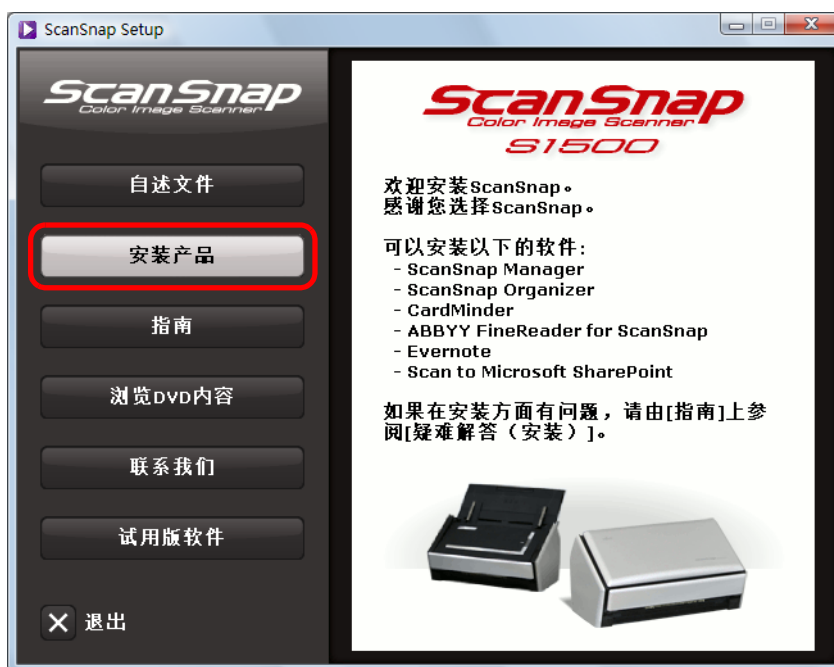 ScanSnap Setup
ScanSnap
Color Image Scanner
自述文件
安装产品
指南
浏览DVD内容
联系我们
试用版软件
退出
ScanSnap
Color Image Scanner
S1500
欢迎安装ScanSnap。
感谢您选择ScanSnap。
可以安装以下的软件:
- ScanSnap Manager
- ScanSnap Organizer
- CardMinder
- ABBYY FineReader for ScanSnap
- Evernote
- Scan to Microsoft SharePoint
如果在安装方面有问题，请由[指南]上参
阅[疑难解答（安装）]。